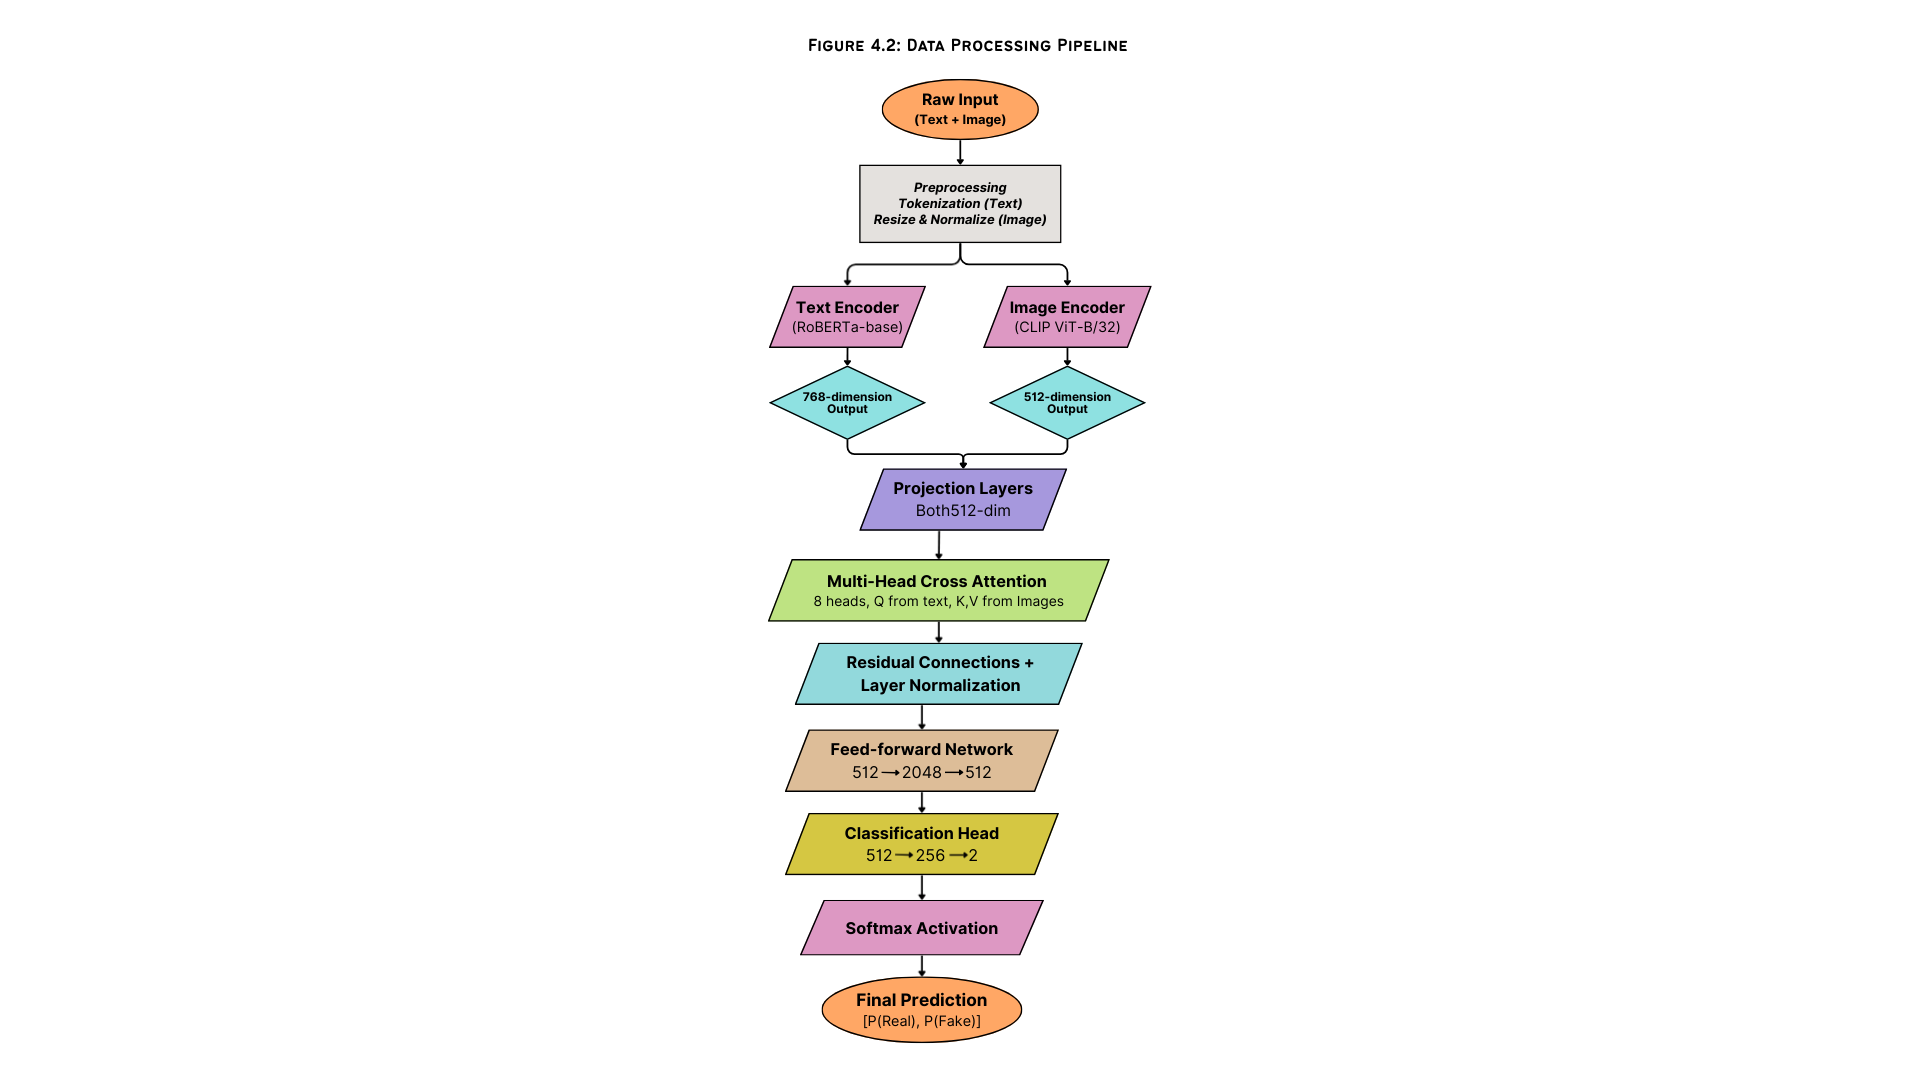 Figure 4.2: Data Processing Pipeline
Raw Input
(Text + Image)
Preprocessing
Tokenization (Text)
Resize & Normalize (Image)
Text Encoder
(RoBERTa-base)
Image Encoder
(CLIP ViT-B/32)
768-dimension
Output
512-dimension
Output
Projection Layers
Both512-dim
Multi-Head Cross Attention
8 heads, Q from text, K,V from Images
Residual Connections +
Layer Normalization
Feed-forward Network
512→2048→512
Classification Head
512→256→2
Softmax Activation
Final Prediction
[P(Real), P(Fake)]